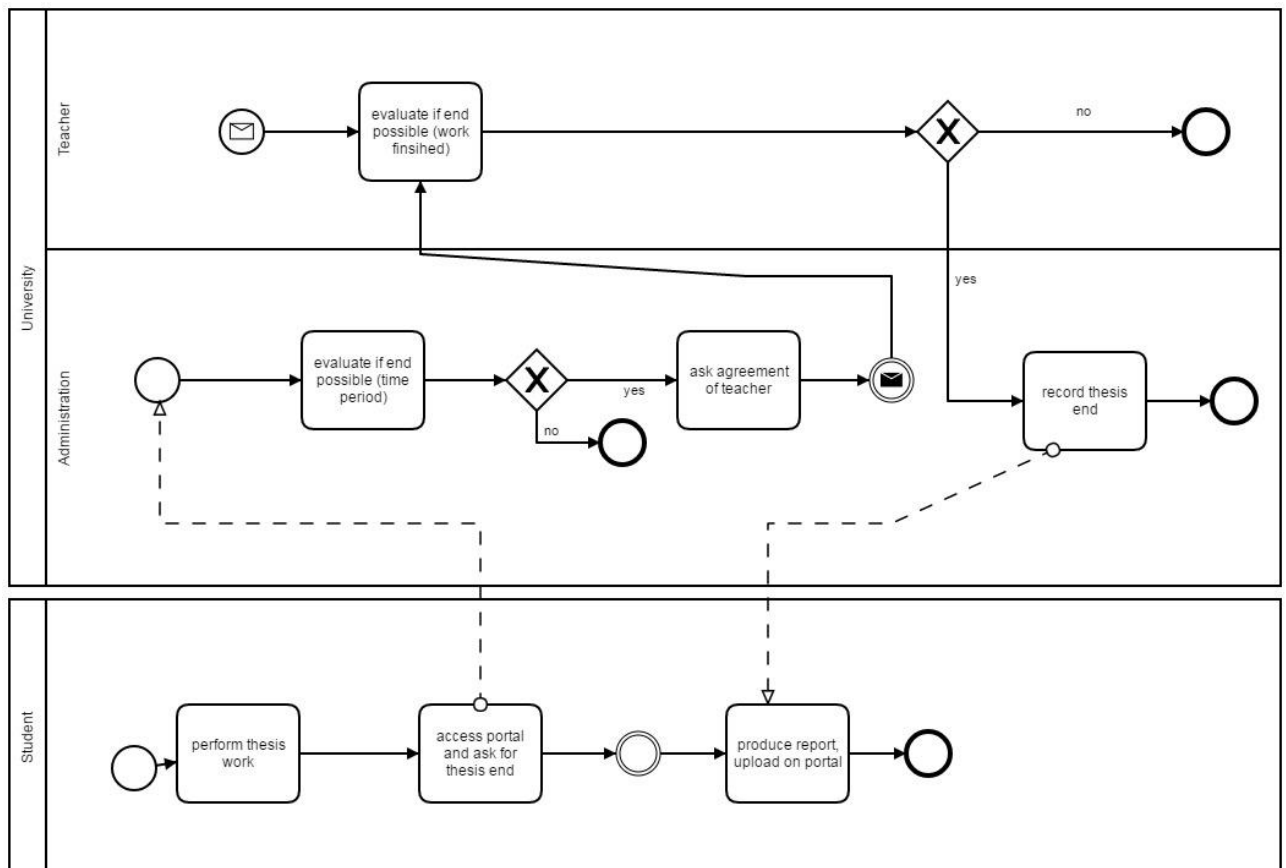 University
Teacher
evaluate if end
possible (work
finsihed)
no
yes
Administration
evaluate if end
possible (time
period)
yes
no
ask agreement
of teacher
record thesis
end
Student
perform thesis
work
access portal
and ask for
thesis end
produce report,
upload on portal